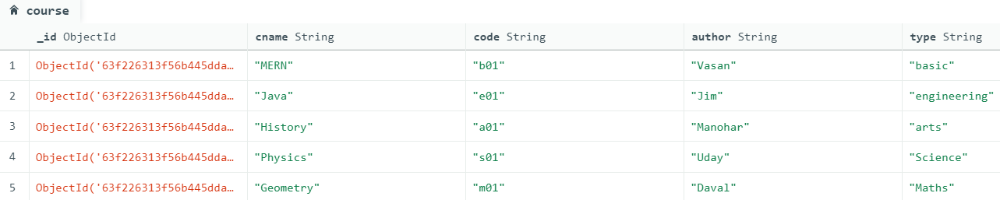 course
_id ObjectId cname String code String author String type String
1 ObjectId('63f226313f56b445dda… "MERN" "b01" "Vasan" "basic"
2 ObjectId('63f226313f56b445dda… "Java" "e01" "Jim" "engineering"
3 ObjectId('63f226313f56b445dda… "History" "a01" "Manohar" "arts"
4 ObjectId('63f226313f56b445dda… "Physics" "s01" "Uday" "Science"
5 ObjectId('63f226313f56b445dda… "Geometry" "m01" "Daval" "Maths"